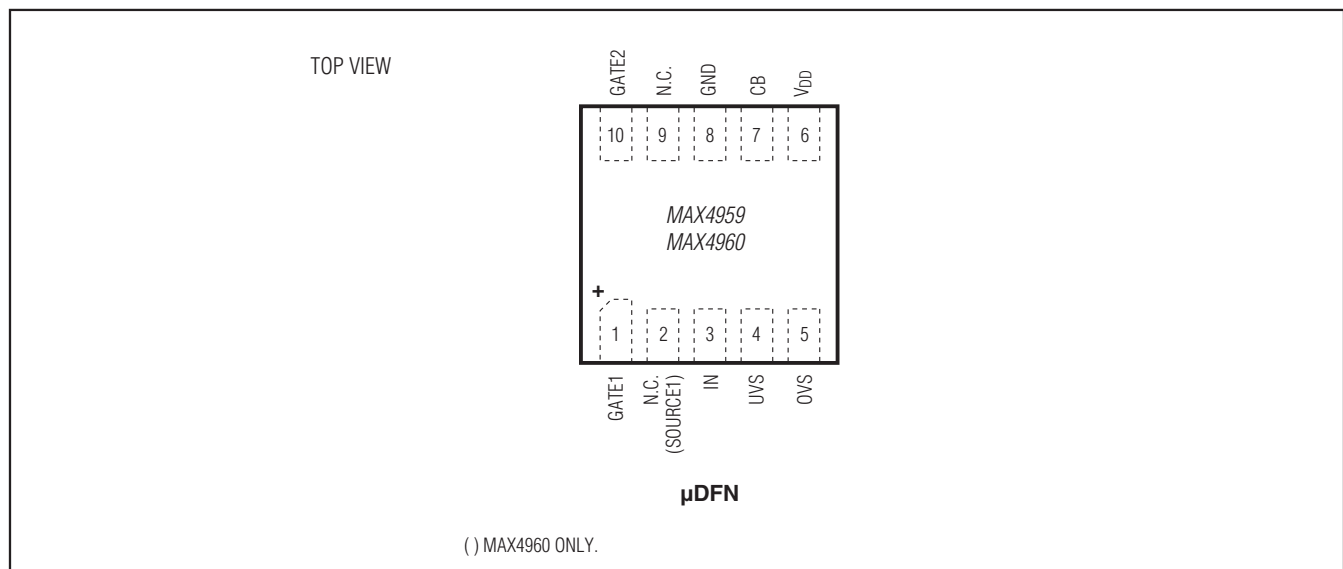 TOP VIEW
GATE2
N.C.
GND
CB
VDD
10 9 8 7 6
MAX4959
MAX4960
+
1 2 3 4 5
GATE1
N.C.
(SOURCE1)
IN
UVS
OVS
µDFN
( ) MAX4960 ONLY.